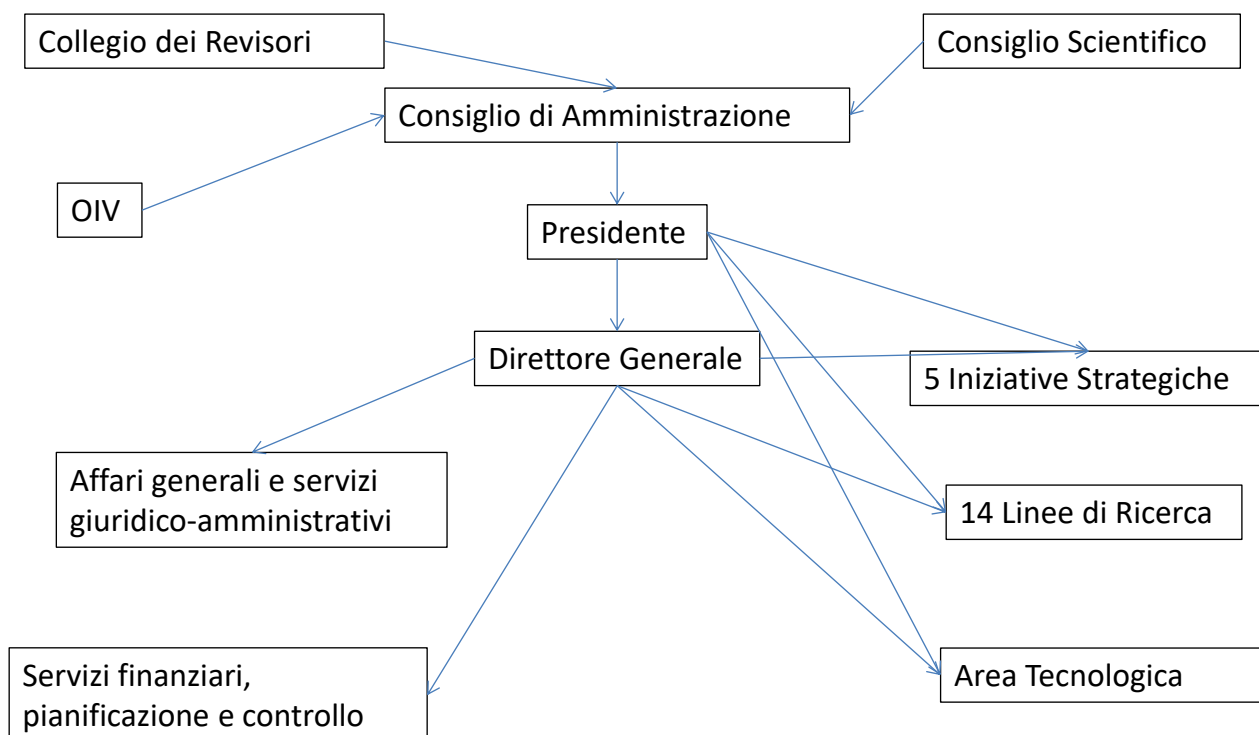 Collegio dei Revisori
Consiglio Scientifico
Consiglio di Amministrazione
OIV
Presidente
Direttore Generale
5 Iniziative Strategiche
Affari generali e servizi
giuridico-amministrativi
14 Linee di Ricerca
Servizi finanziari,
pianificazione e controllo
Area Tecnologica